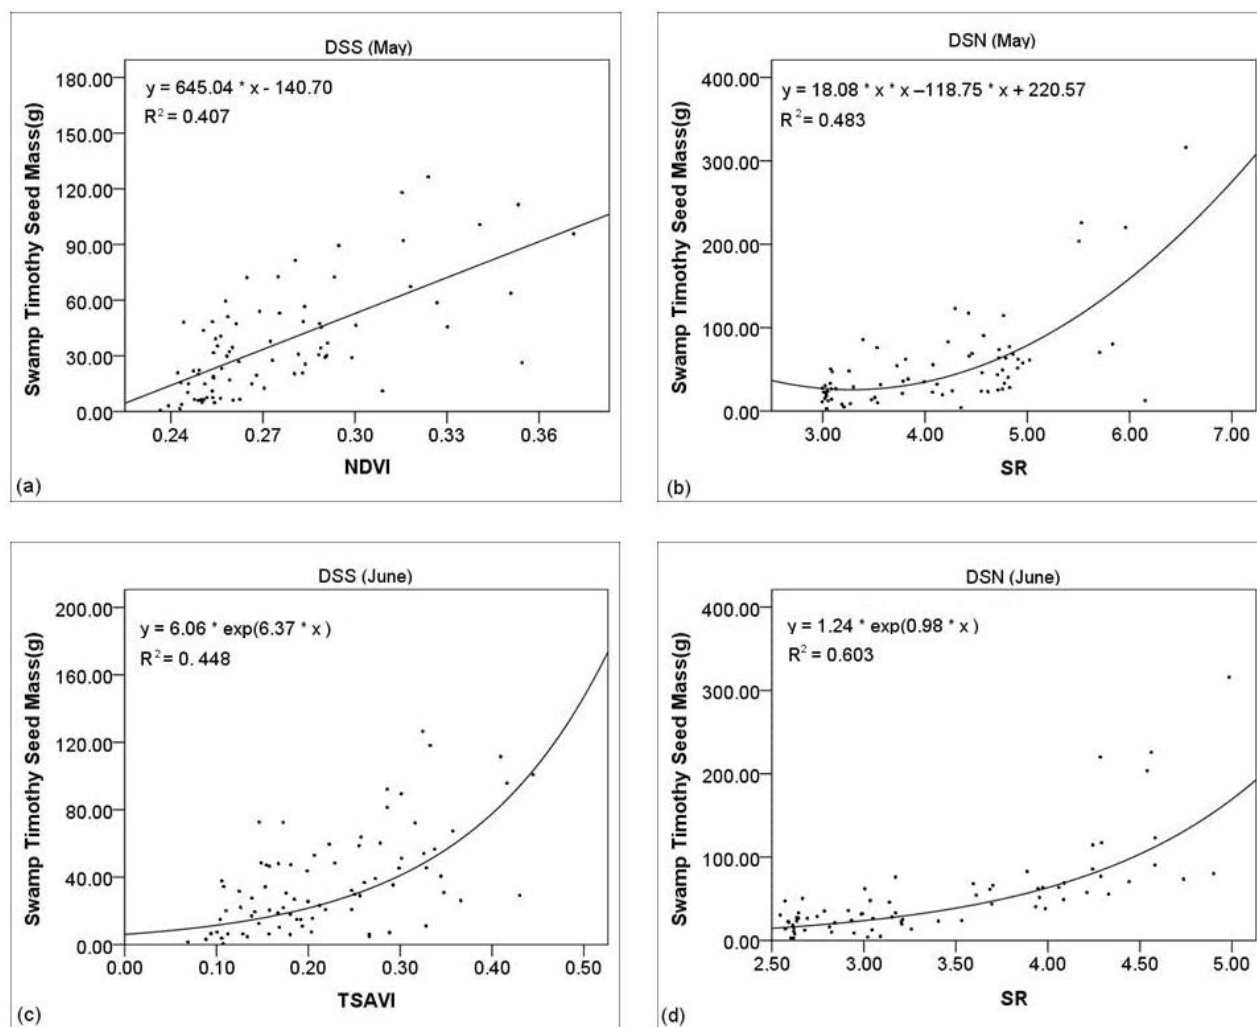 DSS (May)
y = 645.04 * x - 140.70
R² = 0.407
Swamp Timothy Seed Mass(g)
180.00
150.00
120.00
90.00
60.00
30.00
0.00
0.24 0.27 0.30 0.33 0.36
NDVI
(a)
DSN (May)
y = 18.08 * x * x –118.75 * x + 220.57
R² = 0.483
Swamp Timothy Seed Mass(g)
400.00
300.00
200.00
100.00
0.00
3.00 4.00 5.00 6.00 7.00
SR
(b)
DSS (June)
y = 6.06 * exp(6.37 * x )
R² = 0. 448
Swamp Timothy Seed Mass(g)
200.00
160.00
120.00
80.00
40.00
0.00
0.00 0.10 0.20 0.30 0.40 0.50
TSAVI
(c)
DSN (June)
y = 1.24 * exp(0.98 * x )
R² = 0.603
Swamp Timothy Seed Mass(g)
400.00
300.00
200.00
100.00
0.00
2.50 3.00 3.50 4.00 4.50 5.00
SR
(d)